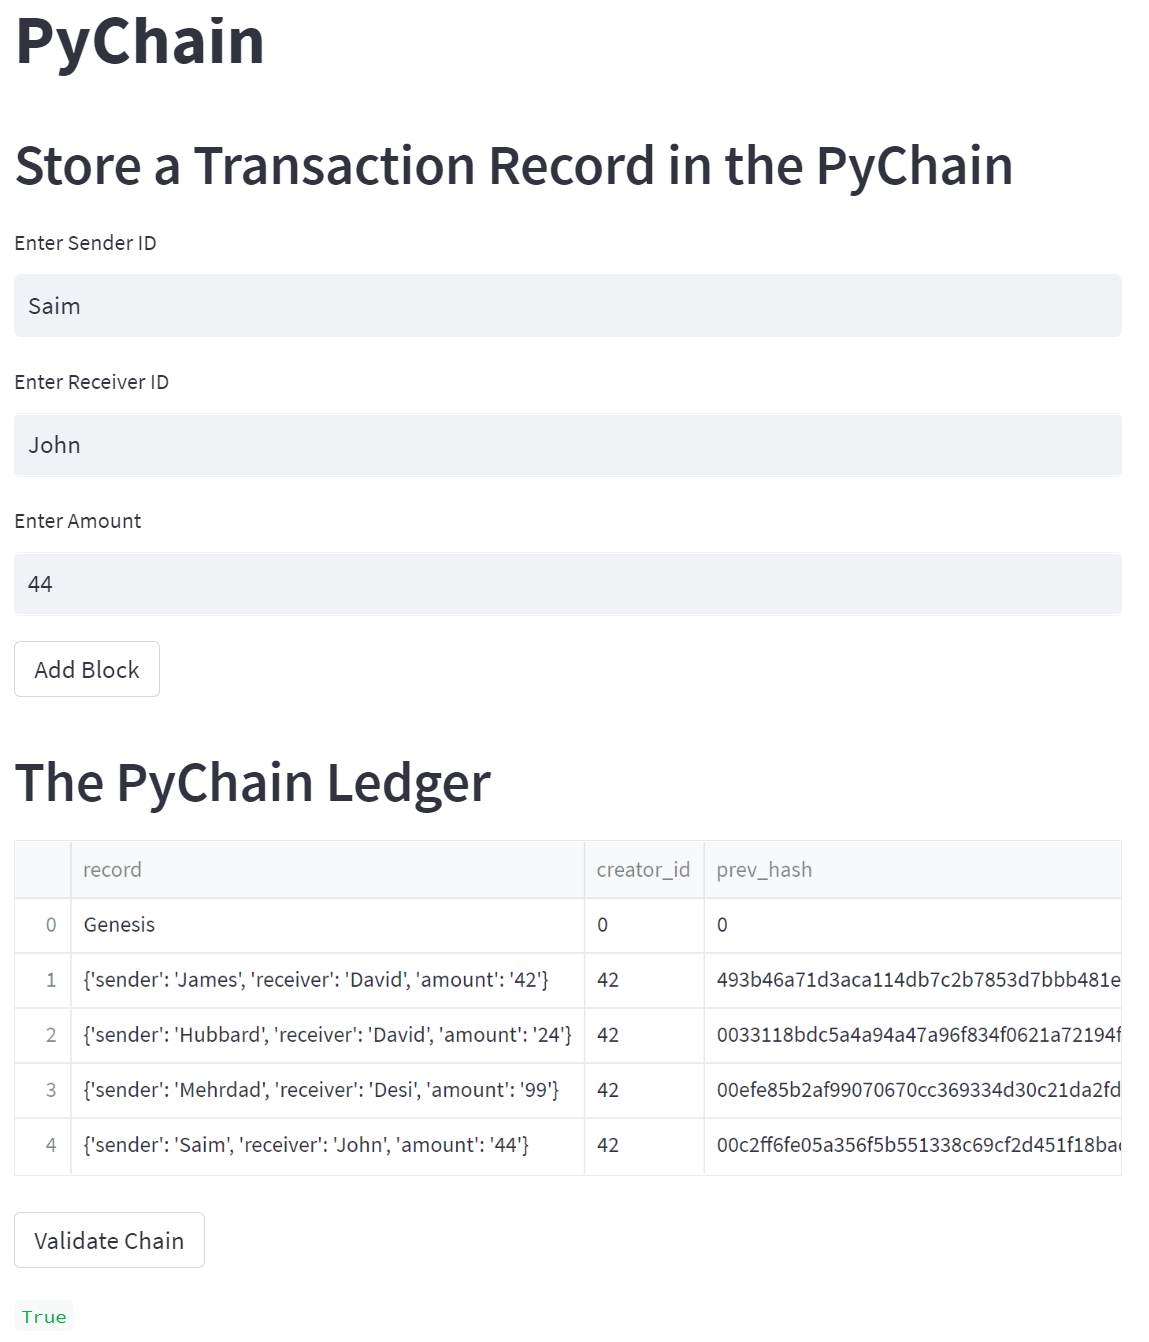 PyChain
Store a Transaction Record in the PyChain
Enter Sender ID
Saim
Enter Receiver ID
John
Enter Amount
44
Add Block
The PyChain Ledger
record creator_id prev_hash
0 Genesis 0 0
1 {'sender': 'James', 'receiver': 'David', 'amount': '42'} 42 493b46a71d3aca114db7c2b7853d7bbb481e
2 {'sender': 'Hubbard', 'receiver': 'David', 'amount': '24'} 42 0033118bdc5a4a94a47a96f834f0621a72194f
3 {'sender': 'Mehrdad', 'receiver': 'Desi', 'amount': '99'} 42 00efe85b2af99070670cc369334d30c21da2fd
4 {'sender': 'Saim', 'receiver': 'John', 'amount': '44'} 42 00c2ff6fe05a356f5b551338c69cf2d451f18ba
Validate Chain
True